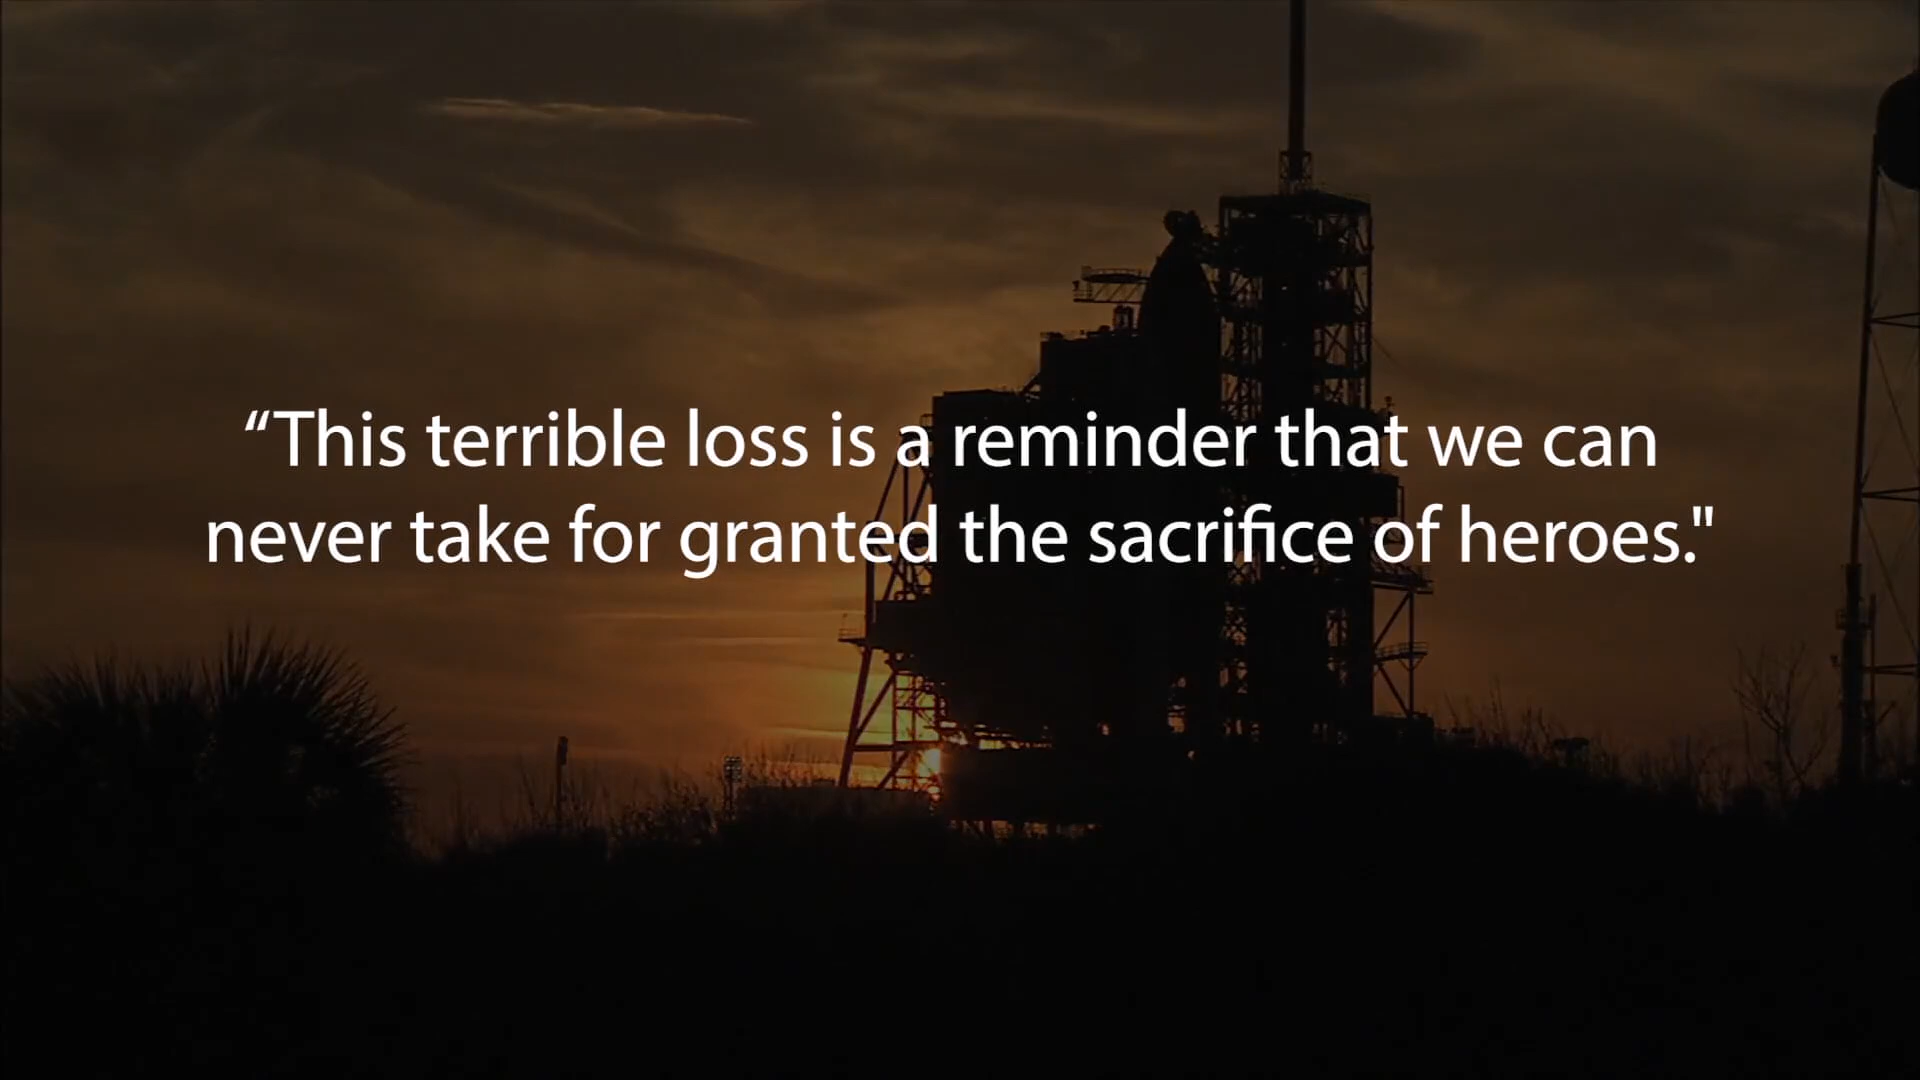 “This terrible loss is a reminder that we can
never take for granted the sacrifice of heroes."